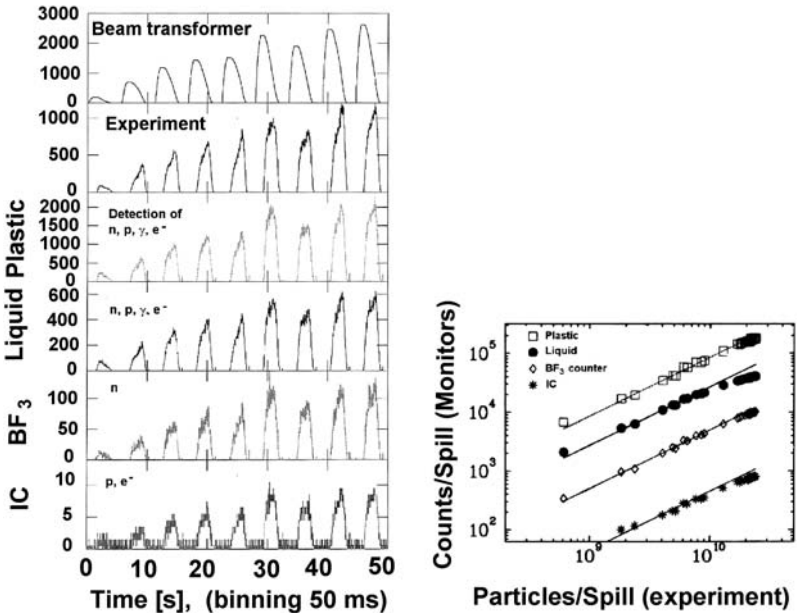 Beam transformer
3000
2000
1000
0
Experiment
1000
500
0
Plastic
Detection of
n, p, γ, e⁻
2000
1500
1000
500
0
Liquid
n, p, γ, e⁻
600
400
200
0
BF₃
n
100
50
0
IC
p, e⁻
10
5
0
0 10 20 30 40 50
Time [s], (binning 50 ms)
Counts/Spill (Monitors)
Plastic
Liquid
BF₃ counter
IC
10⁵
10⁴
10³
10²
10⁹ 10¹⁰
Particles/Spill (experiment)